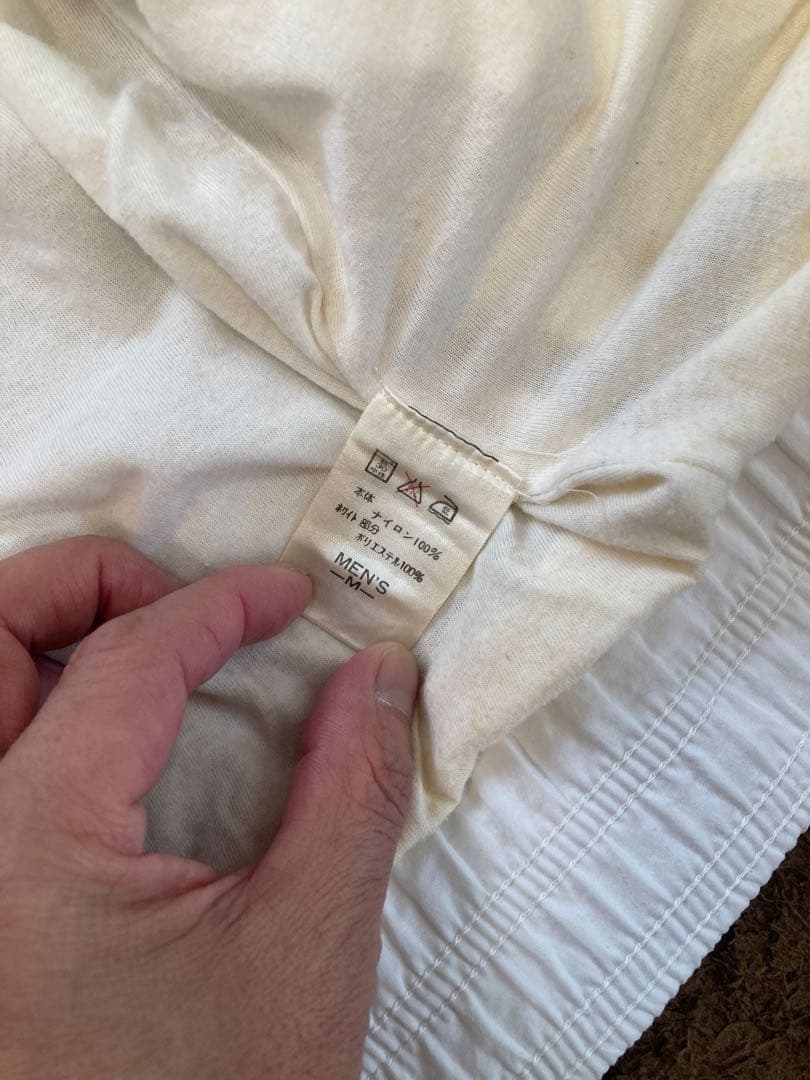 本体
ナイロン100%
ホワイト部分
ポリエステル100%
MEN'S
—M—